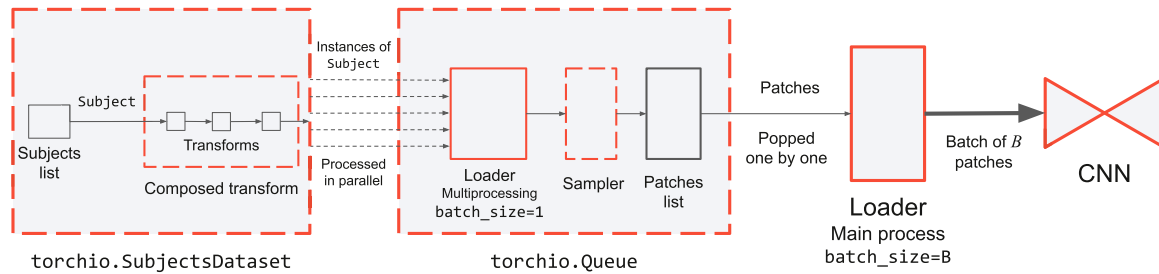 Subjects
list
Subject
Transforms
Composed transform
torchio.SubjectsDataset
Instances of
Subject
Processed
in parallel
Loader
Multiprocessing
batch_size=1
Sampler
Patches
list
torchio.Queue
Patches
Popped
one by one
Loader
Main process
batch_size=B
Batch of B
patches
CNN